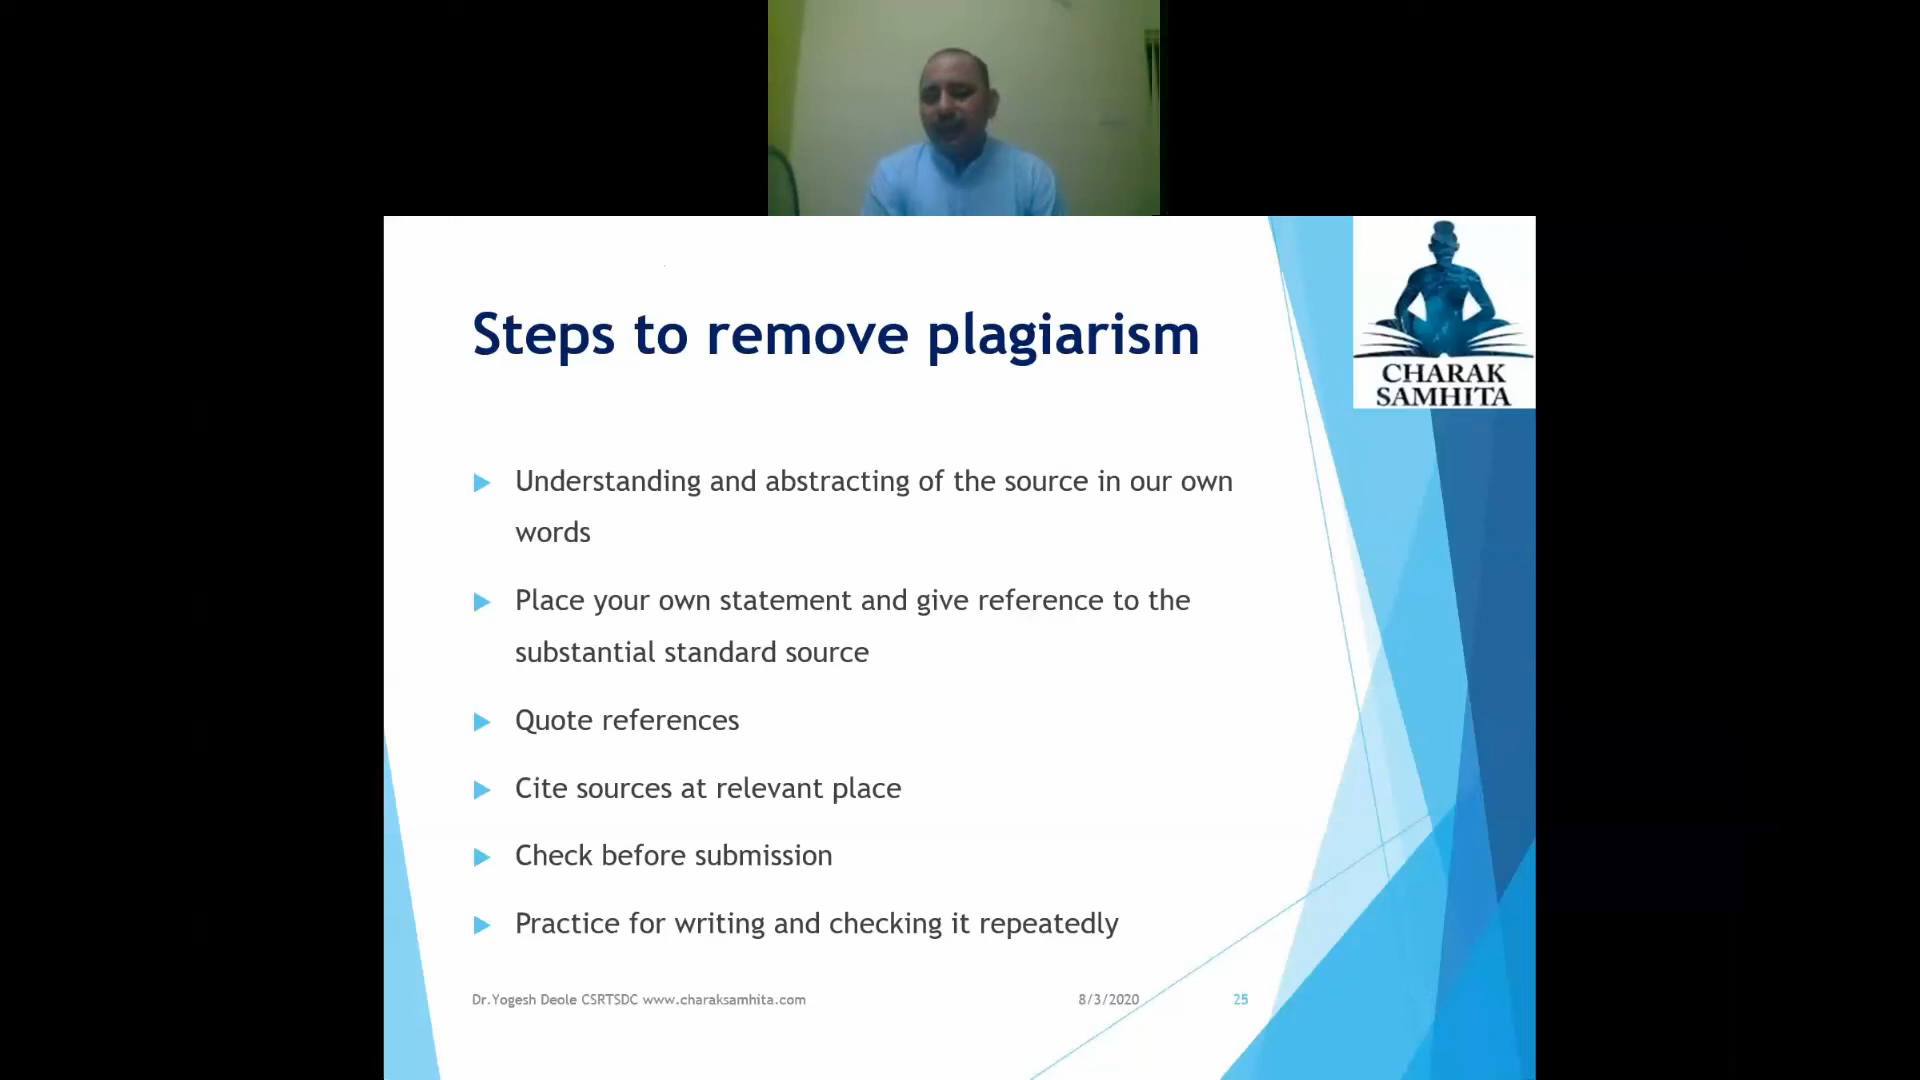 CHARAK
SAMHITA
Steps to remove plagiarism
Understanding and abstracting of the source in our own
words
Place your own statement and give reference to the
substantial standard source
Quote references
Cite sources at relevant place
Check before submission
Practice for writing and checking it repeatedly
Dr.Yogesh Deole CSRTSDC www.charaksamhita.com 8/3/2020 25